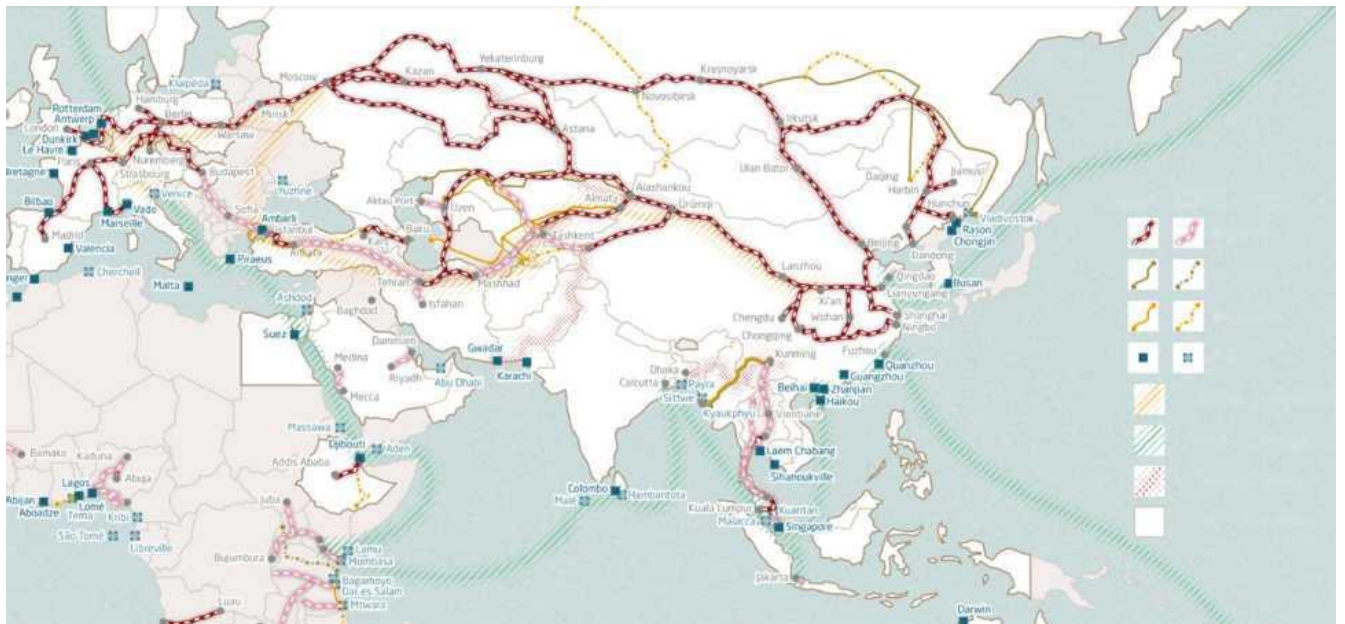 Moscow
Kazan
Yekaterinburg
Novosibirsk
Krasnoyarsk
Irkutsk
Klaipėda
Hamburg
Berlin
Rotterdam
Antwerp
London
Dunkirk
Le Havre
Paris
Minsk
Warsaw
Nuremberg
Strasbourg
Budapest
Bretagne
Venice
Yuzhne
Bilbao
Madrid
Vado
Marseille
Valencia
Sofia
Ambarli
Istanbul
Ankara
Kars
Baku
Aktau Port
Uzen
Astana
Almaty
Alashankou
Ürümqi
Tashkent
Ulan Bator
Daqing
Harbin
Jiamusi
Hunchun
Vladivostok
Rason
Chongjin
Beijing
Dandong
Piraeus
Cherchell
Malta
Tehran
Mashhad
Isfahan
Baghdad
Ashdod
Suez
Lanzhou
Xi'an
Qingdao
Lianyungang
Busan
Chengdu
Wuhan
Chongqing
Shanghai
Ningbo
Fuzhou
Quanzhou
Guangzhou
Zhanjian
Beihai
Haikou
Kunming
Dammam
Medina
Riyadh
Mecca
Abu Dhabi
Gwadar
Karachi
Dhaka
Calcutta
Payra
Sittwe
Kyaukphyu
Vientiane
Laem Chabang
Sihanoukville
Massawa
Djibouti
Aden
Addis Ababa
Bamako
Kaduna
Abuja
Lagos
Abijan
Lomé
Aboadze
Tema
Kribi
São Tomé
Libreville
Juba
Bujumbura
Lamu
Mombasa
Bagamoyo
Dar es Salam
Mtwara
Luau
Colombo
Hambantota
Malé
Kuala Lumpur
Kuantan
Malacca
Singapore
Jakarta
Darwin